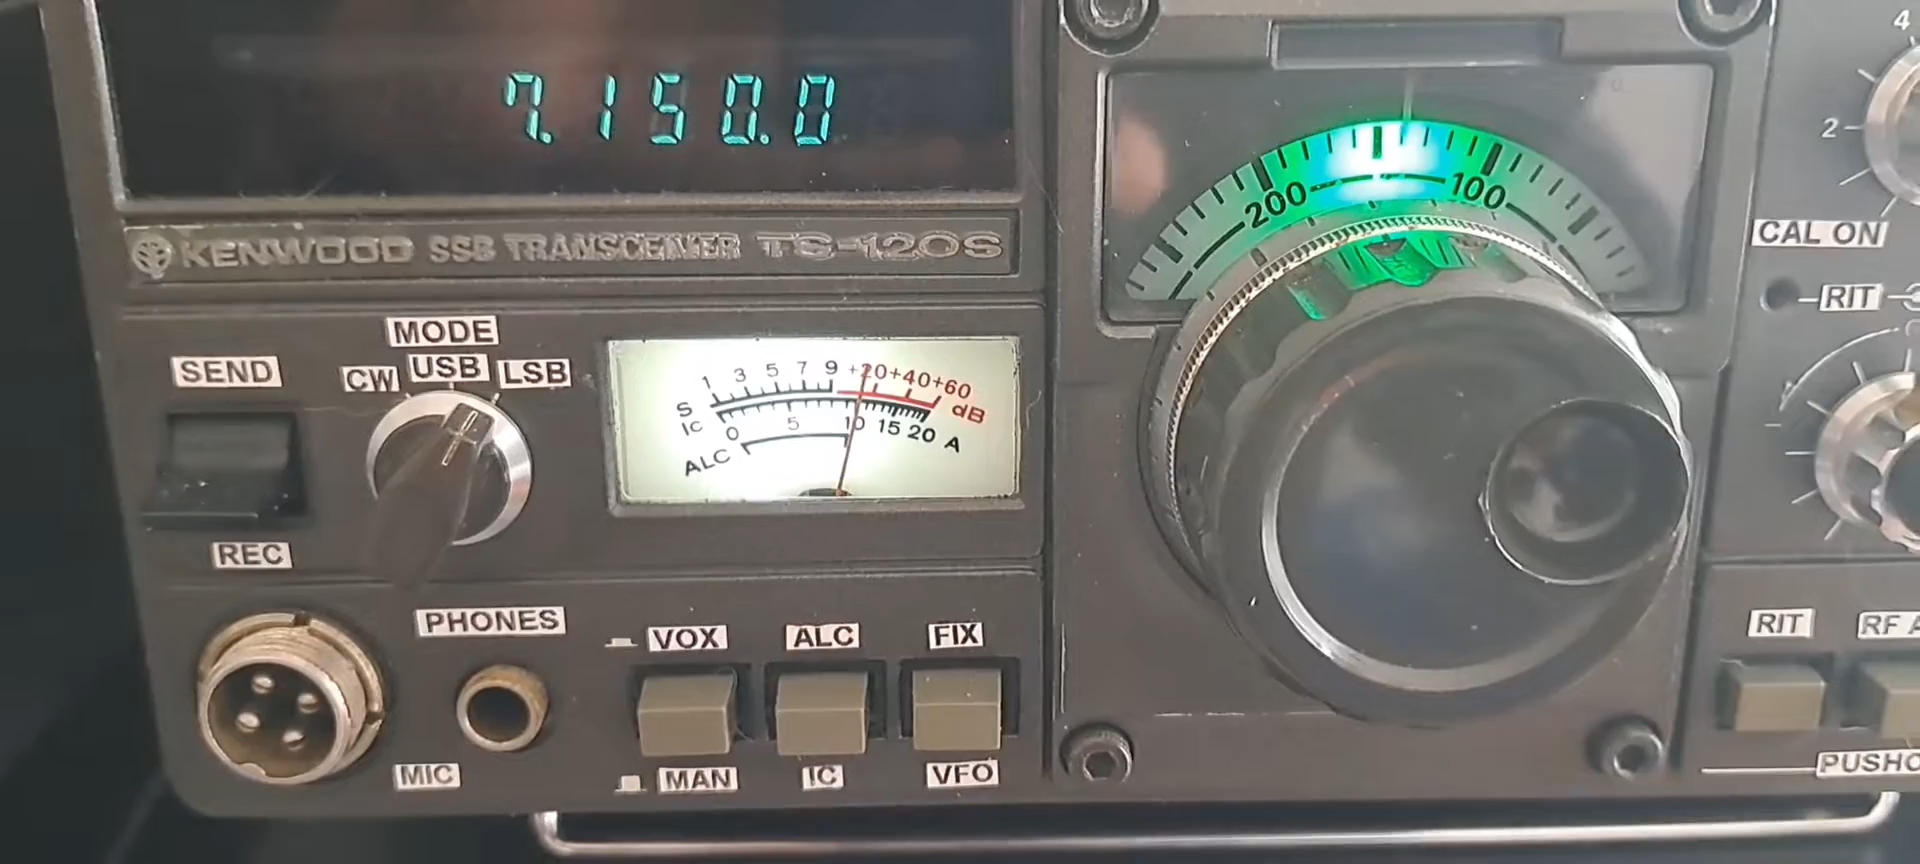 7.150.0
KENWOOD SSB TRANSCEIVER TS-120S
200 100
4
2
CAL ON
RIT
MODE
SEND
CW USB LSB
REC
S 1 3 5 7 9 +20+40+60 dB
IC 0 5 10 15 20 A
ALC
PHONES
MIC
VOX ALC FIX
MAN IC VFO
RIT RF A
PUSH